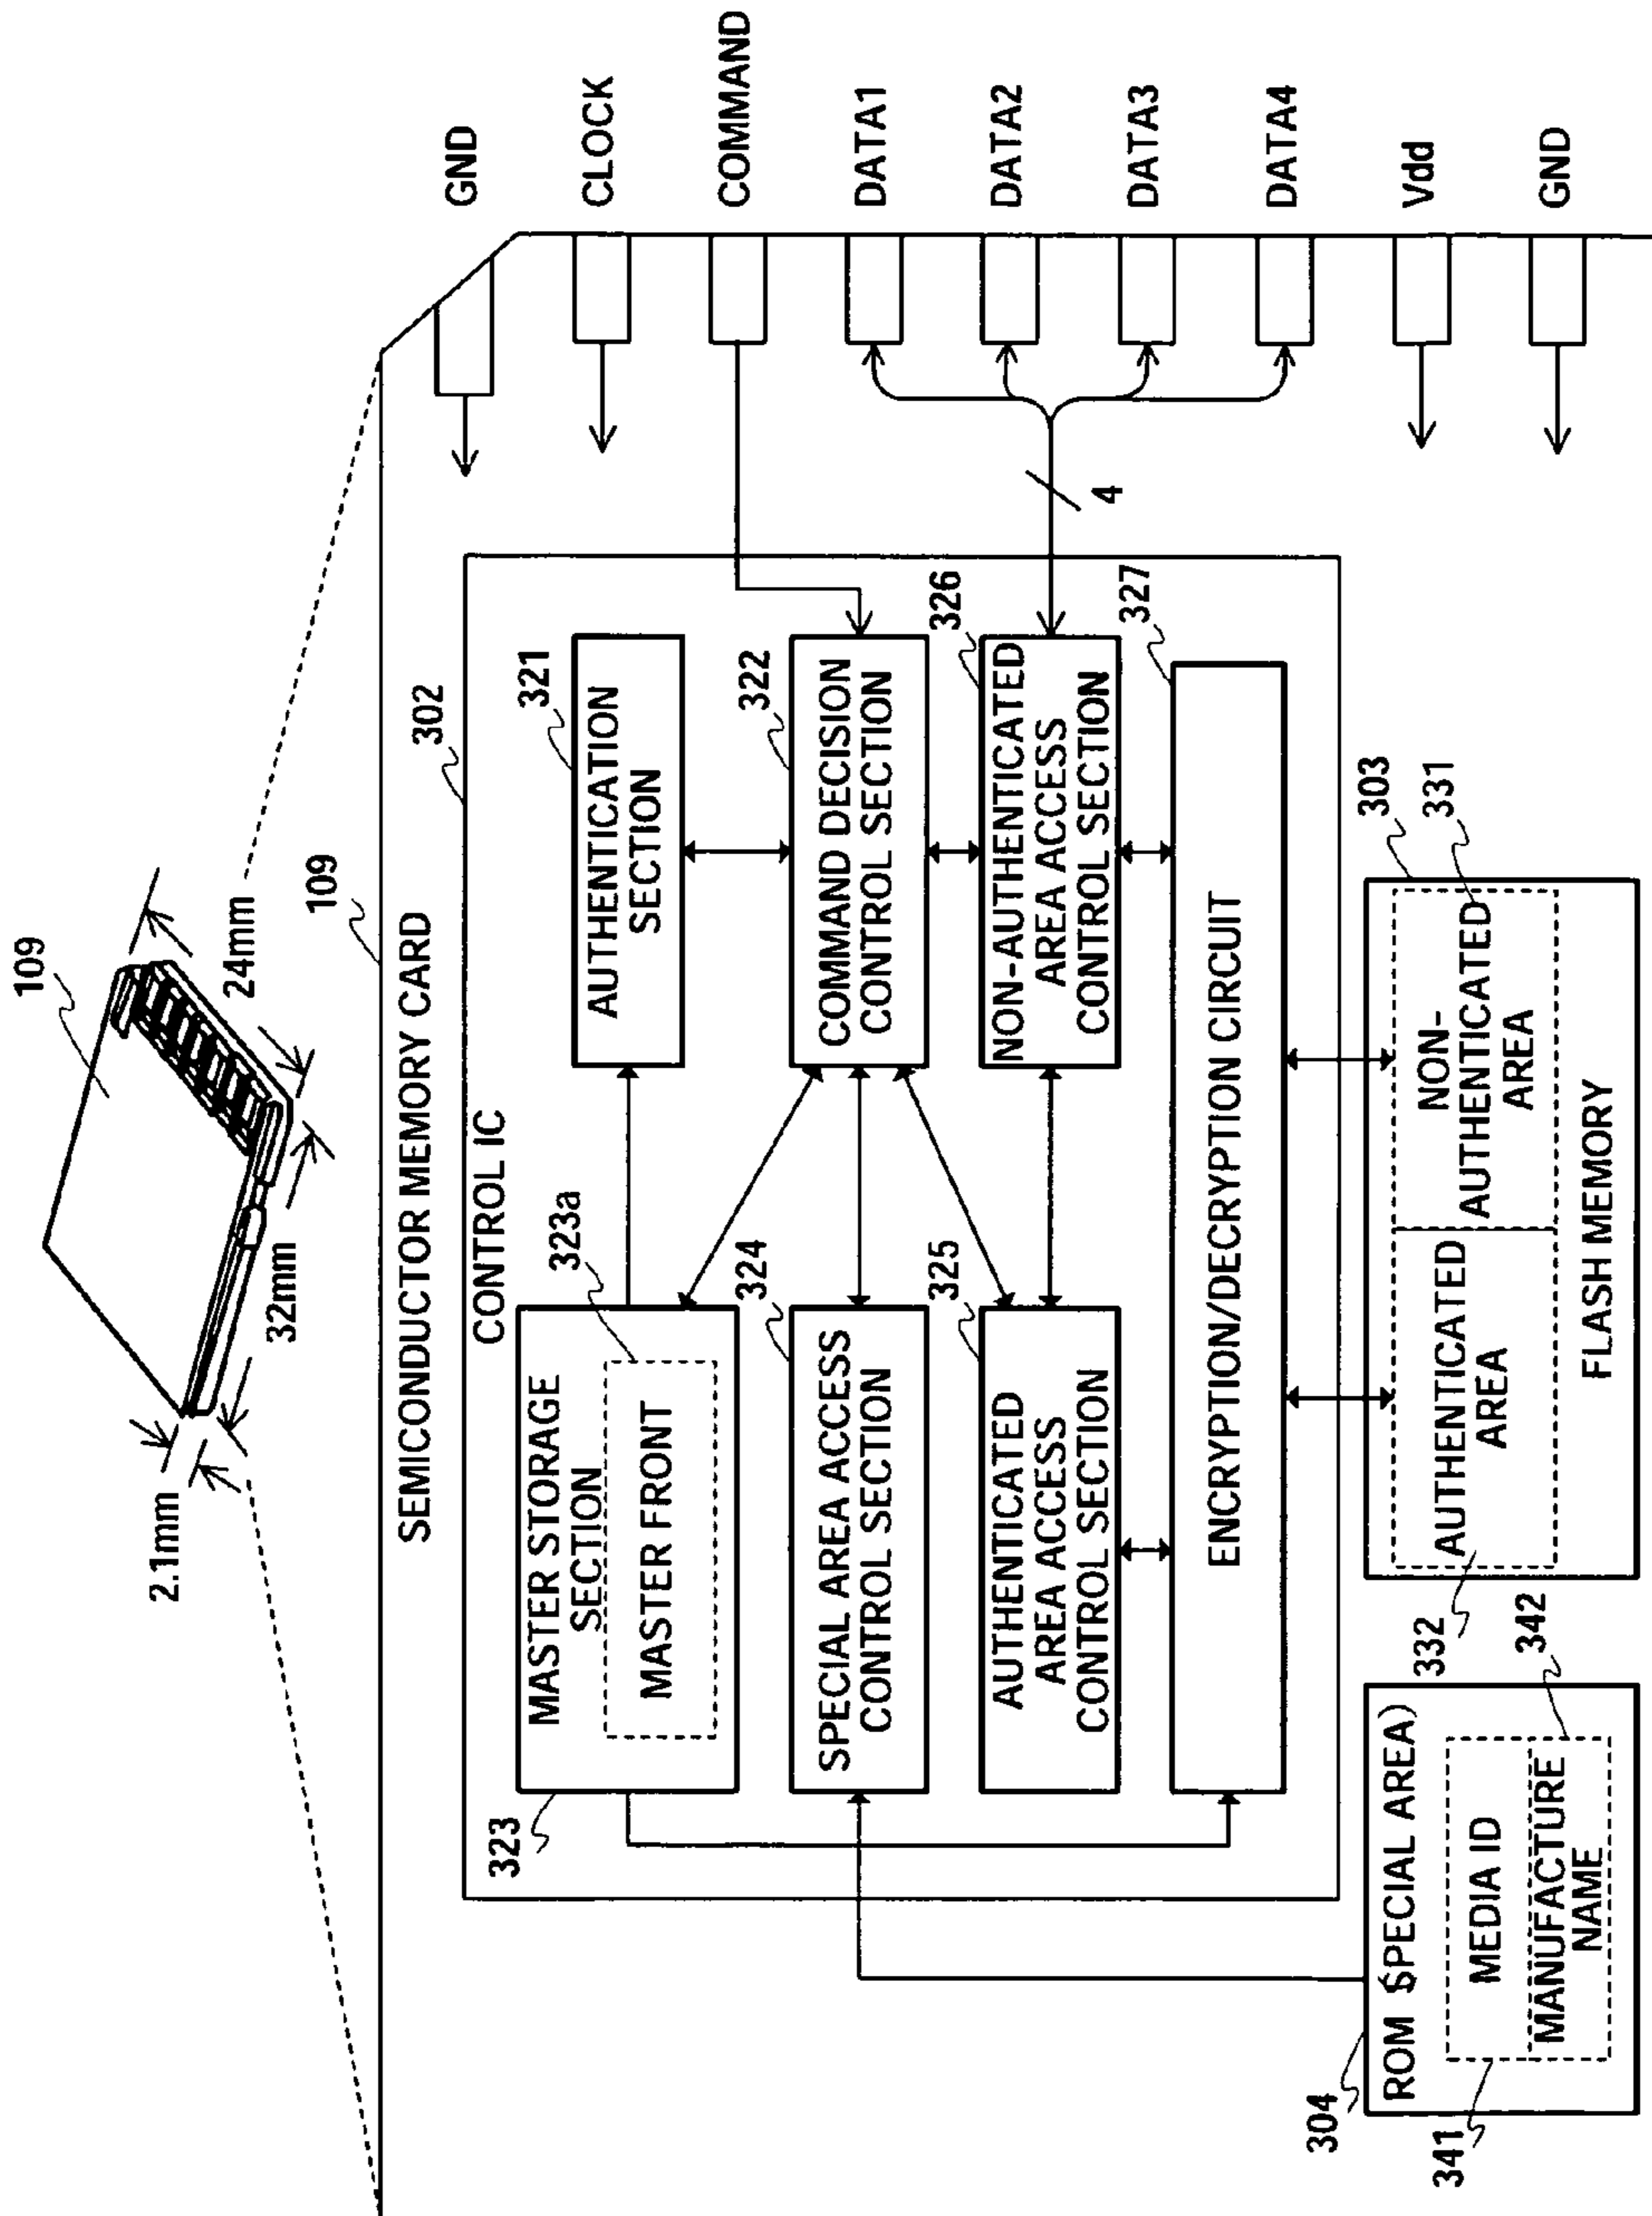 109
24mm
32mm
2.1mm
109
SEMICONDUCTOR MEMORY CARD
302
CONTROL IC
323
MASTER STORAGE
SECTION
323a
MASTER FRONT
321
AUTHENTICATION
SECTION
324
SPECIAL AREA ACCESS
CONTROL SECTION
322
COMMAND DECISION
CONTROL SECTION
325
AUTHENTICATED
AREA ACCESS
CONTROL SECTION
326
NON-AUTHENTICATED
AREA ACCESS
CONTROL SECTION
327
ENCRYPTION/DECRYPTION CIRCUIT
4
GND
CLOCK
COMMAND
DATA1
DATA2
DATA3
DATA4
Vdd
GND
304
ROM (SPECIAL AREA)
341
MEDIA ID
342
MANUFACTURE
NAME
303
332
AUTHENTICATED
AREA
331
NON-
AUTHENTICATED
AREA
FLASH MEMORY